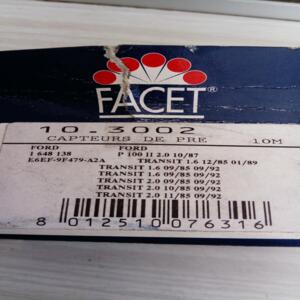 FACET®
10.3002
CAPTEURS DE PRE 10M
FORD FORD
1 648 138 P 100 II 2.0 10/87
E6EF-9F479-A2A TRANSIT 1.6 12/85 01/89
TRANSIT 1.6 09/85 09/92
TRANSIT 1.6 09/85 09/92
TRANSIT 2.0 09/85 09/92
TRANSIT 2.0 10/85 09/92
TRANSIT 2.0 11/85 09/92
8 012510 076316